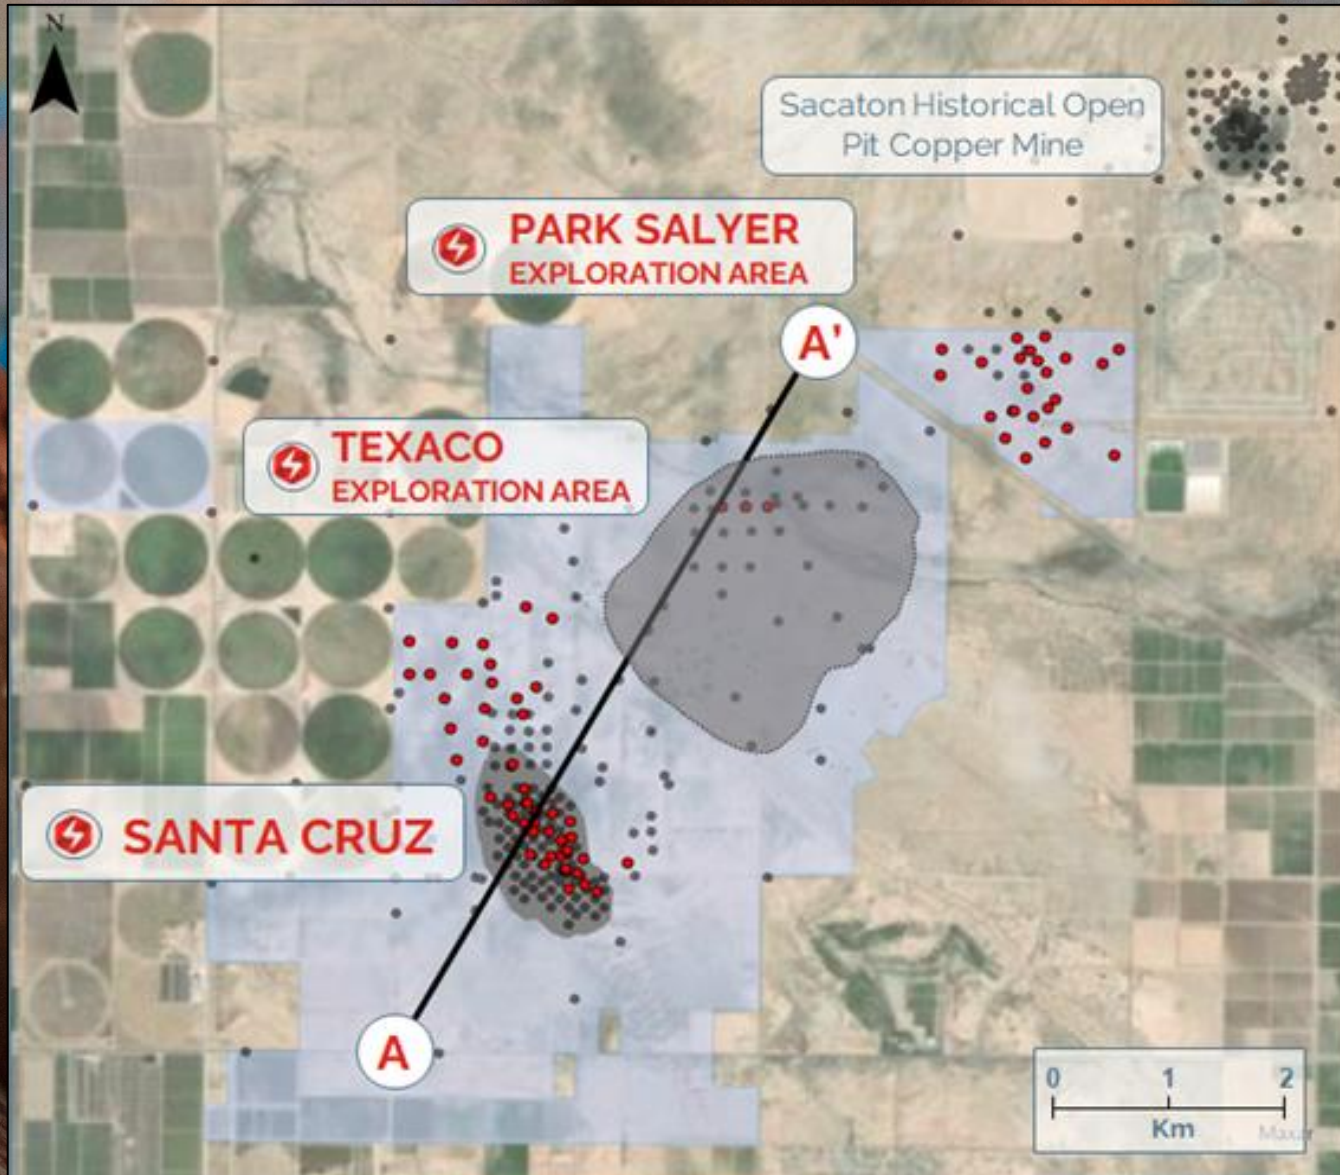 N
Sacaton Historical Open
Pit Copper Mine
PARK SALYER
EXPLORATION AREA
A'
TEXACO
EXPLORATION AREA
SANTA CRUZ
A
0 1 2
Km
Maxar